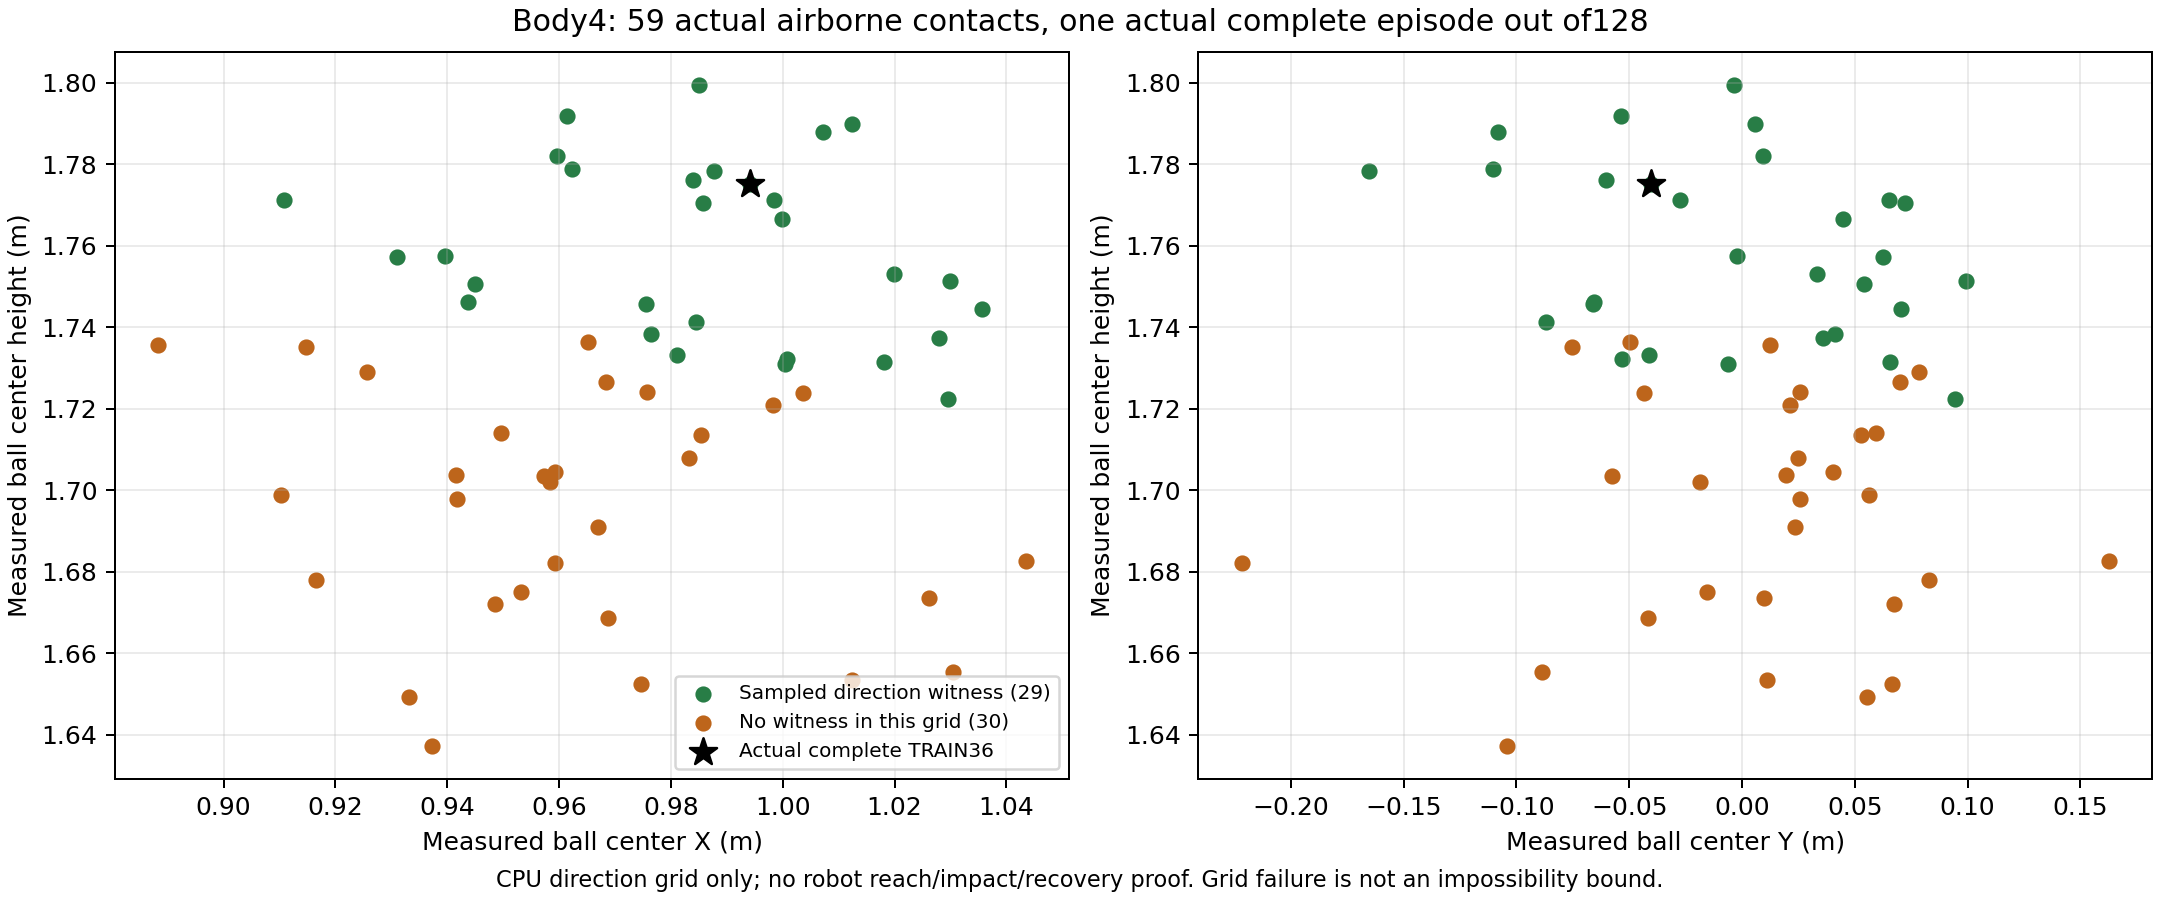 Body4: 59 actual airborne contacts, one actual complete episode out of128
Measured ball center height (m)
1.80
1.78
1.76
1.74
1.72
1.70
1.68
1.66
1.64
0.90 0.92 0.94 0.96 0.98 1.00 1.02 1.04
Measured ball center X (m)
Sampled direction witness (29)
No witness in this grid (30)
Actual complete TRAIN36
Measured ball center height (m)
1.80
1.78
1.76
1.74
1.72
1.70
1.68
1.66
1.64
−0.20 −0.15 −0.10 −0.05 0.00 0.05 0.10 0.15
Measured ball center Y (m)
CPU direction grid only; no robot reach/impact/recovery proof. Grid failure is not an impossibility bound.